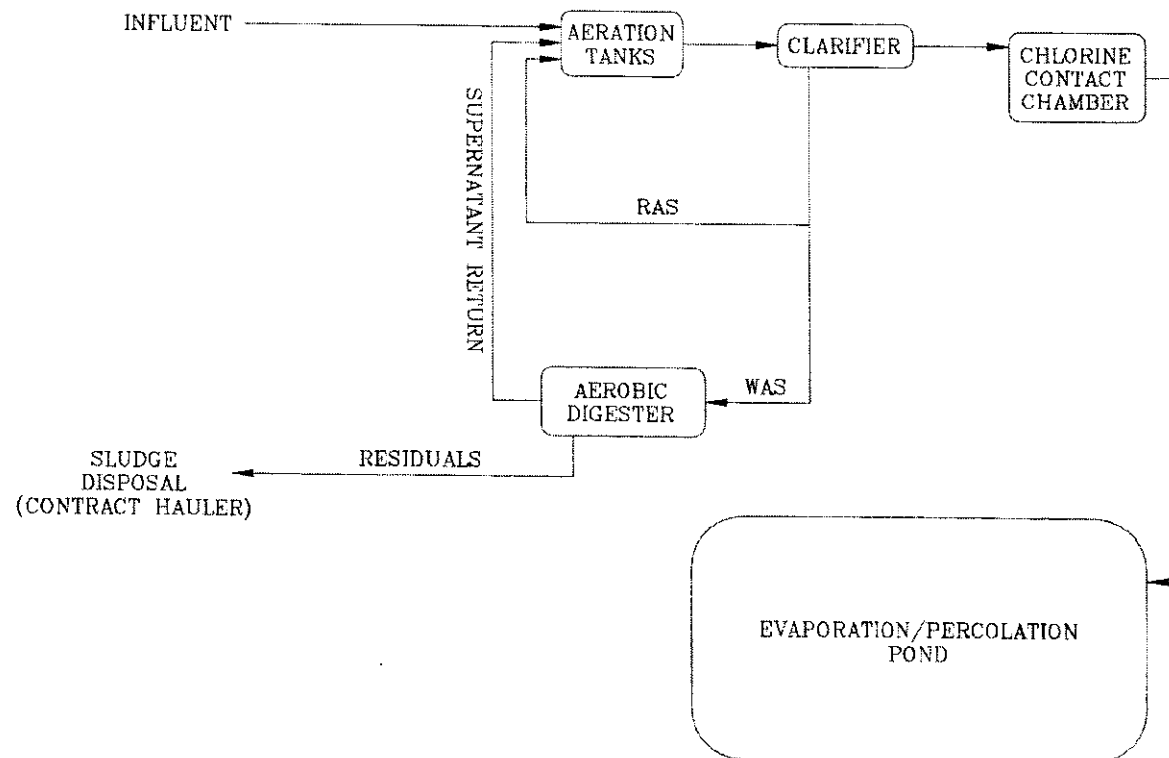 INFLUENT
AERATION
TANKS
CLARIFIER
CHLORINE
CONTACT
CHAMBER
SUPERNATANT RETURN
RAS
WAS
AEROBIC
DIGESTER
RESIDUALS
SLUDGE
DISPOSAL
(CONTRACT HAULER)
EVAPORATION/PERCOLATION
POND